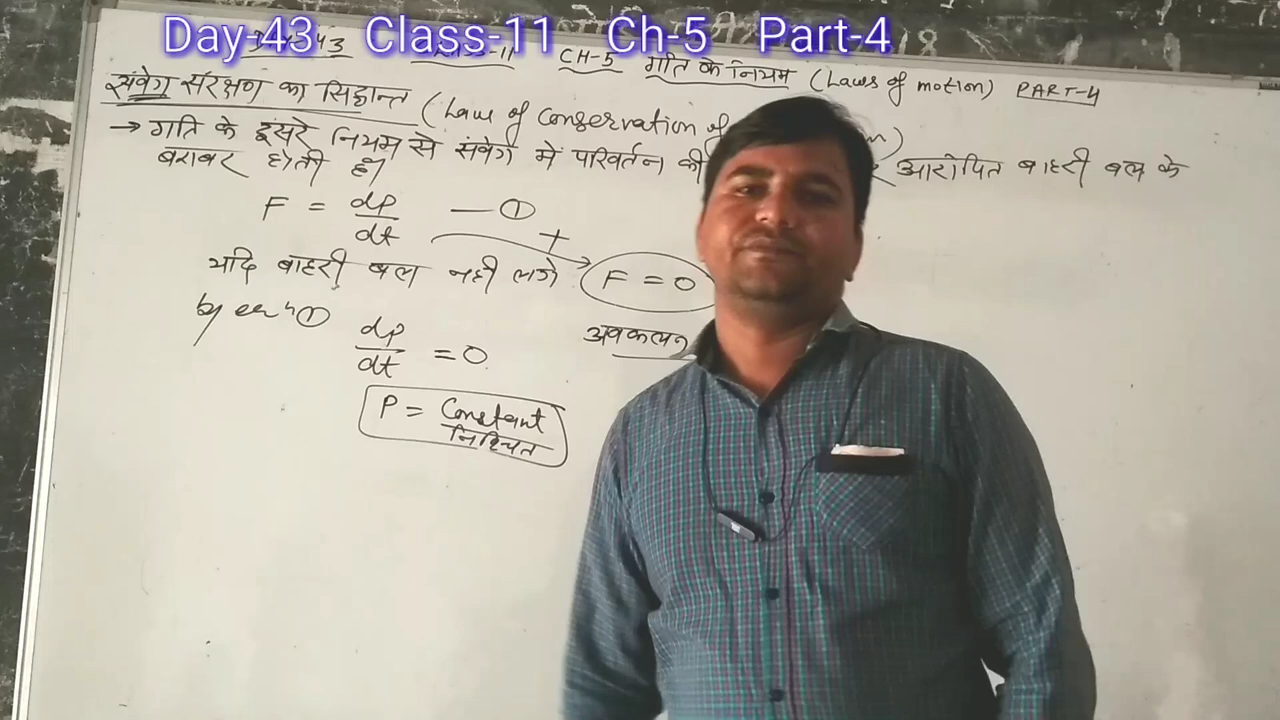 Day-43 Class-11 Ch-5 Part-4
CH-5 गति के नियम (Laws of motion) PART-4
संवेग संरक्षण का सिद्धान्त (Law of Conservation of
→ गति के दूसरे नियम से संवेग में परिवर्तन की आरोपित बाहरी बल के
बराबर होती है।
F = dp/dt — ①
यदि बाहरी बल नही लगे F = 0
by eqⁿ ①
अवकलन
dp/dt = 0
P = Constant
निश्चित